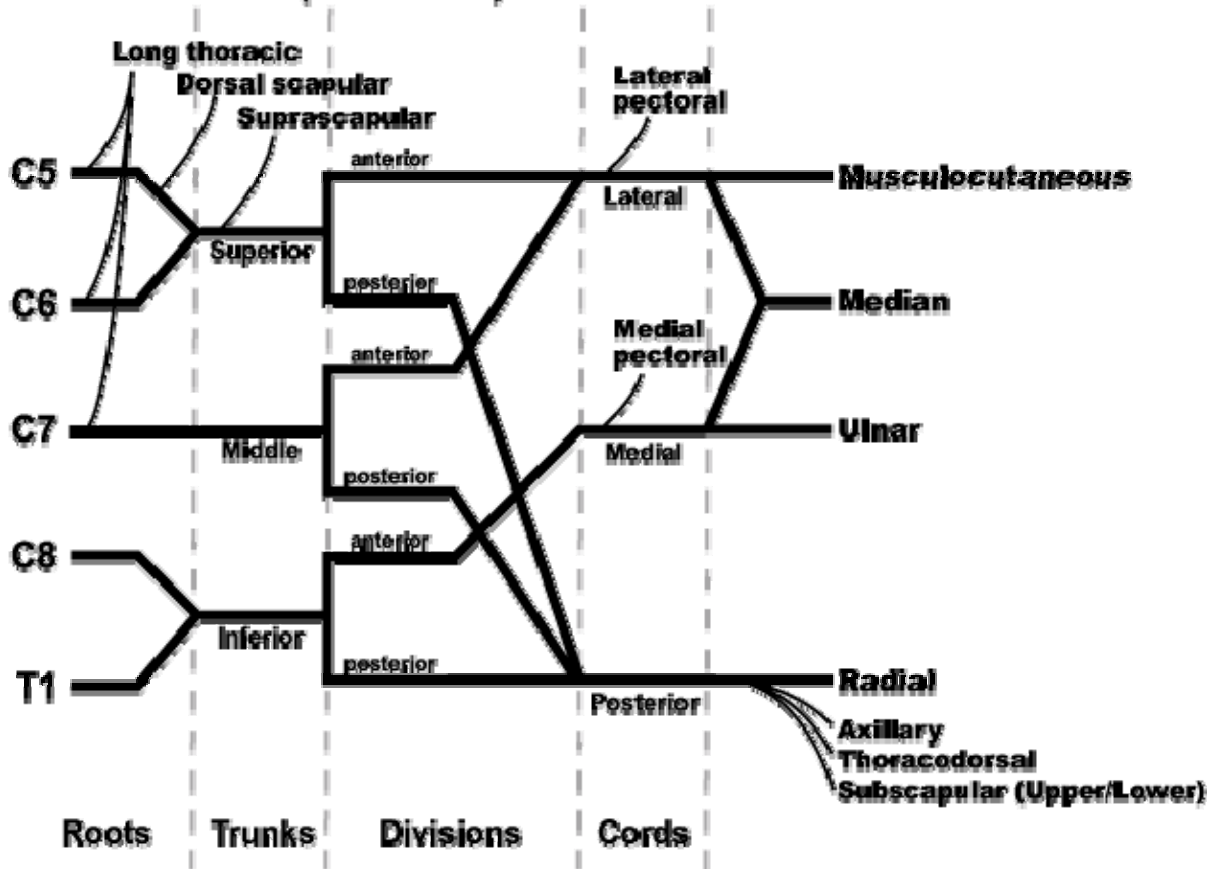 Long thoracic
Dorsal scapular
Suprascapular
Lateral
pectoral
C5
anterior
Musculocutaneous
Lateral
Superior
C6
posterior
Median
Medial
pectoral
anterior
C7
Middle
Medial
Ulnar
posterior
C8
anterior
Inferior
T1
posterior
Radial
Posterior
Axillary
Thoracodorsal
Subscapular (Upper/Lower)
Roots Trunks Divisions Cords